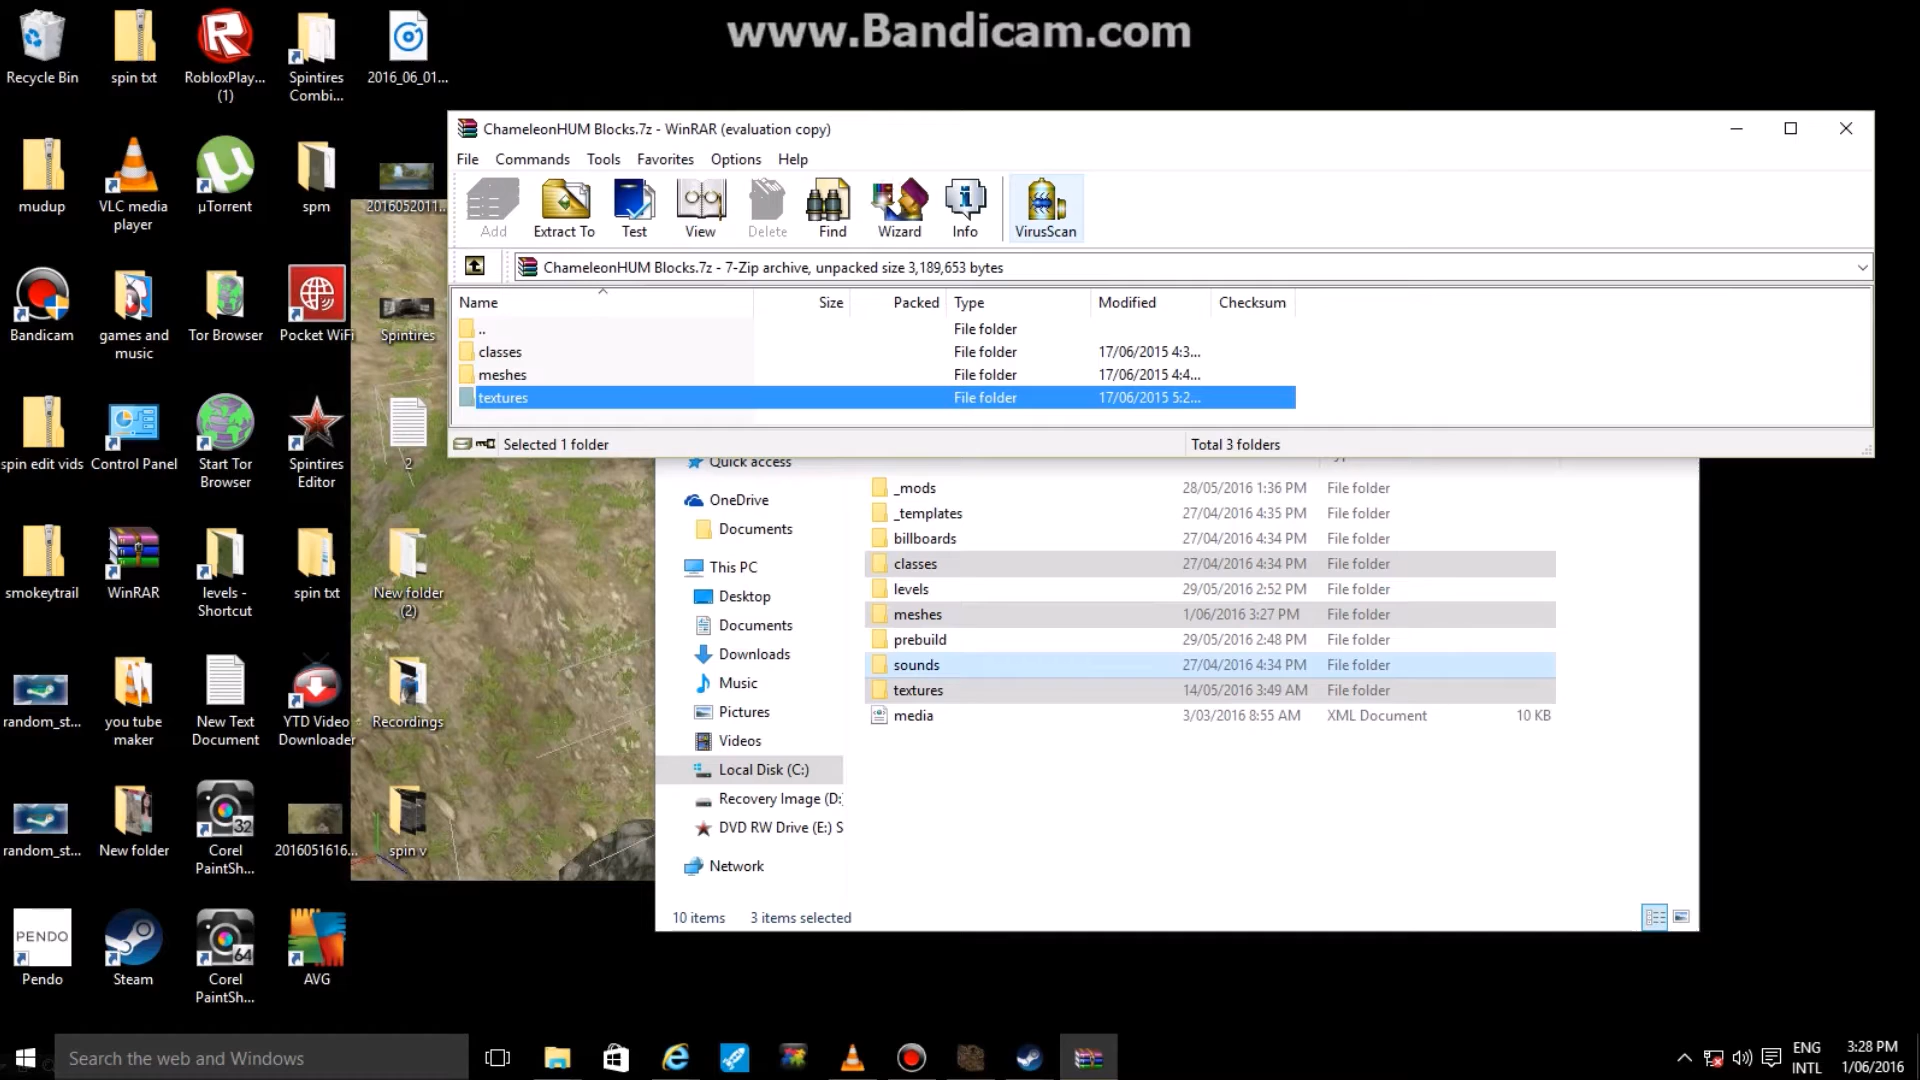 www.Bandicam.com
Recycle Bin
spin txt
RobloxPlay...
(1)
Spintires
Combi...
2016_06_01...
mudup
VLC media
player
µTorrent
spm
2016052011...
Bandicam
games and
music
Tor Browser
Pocket WiFi
Spintires
spin edit vids
Control Panel
Start Tor
Browser
Spintires
Editor
2
smokeytrail
WinRAR
levels -
Shortcut
spin txt
New folder
(2)
random_st...
you tube
maker
New Text
Document
YTD Video
Downloader
Recordings
random_st...
New folder
Corel
PaintSh...
32
2016051616...
spin v
PENDO
Pendo
Steam
Corel
PaintSh...
64
AVG
ChameleonHUM Blocks.7z - WinRAR (evaluation copy)
File Commands Tools Favorites Options Help
Add Extract To Test View Delete Find Wizard Info VirusScan
ChameleonHUM Blocks.7z - 7-Zip archive, unpacked size 3,189,653 bytes
Name Size Packed Type Modified Checksum
.. File folder
classes File folder 17/06/2015 4:3...
meshes File folder 17/06/2015 4:4...
textures File folder 17/06/2015 5:2...
Selected 1 folder Total 3 folders
Quick access
OneDrive
Documents
This PC
Desktop
Documents
Downloads
Music
Pictures
Videos
Local Disk (C:)
Recovery Image (D:)
DVD RW Drive (E:) S
Network
_mods 28/05/2016 1:36 PM File folder
_templates 27/04/2016 4:35 PM File folder
billboards 27/04/2016 4:34 PM File folder
classes 27/04/2016 4:34 PM File folder
levels 29/05/2016 2:52 PM File folder
meshes 1/06/2016 3:27 PM File folder
prebuild 29/05/2016 2:48 PM File folder
sounds 27/04/2016 4:34 PM File folder
textures 14/05/2016 3:49 AM File folder
media 3/03/2016 8:55 AM XML Document 10 KB
10 items 3 items selected
Search the web and Windows
ENG
INTL
3:28 PM
1/06/2016